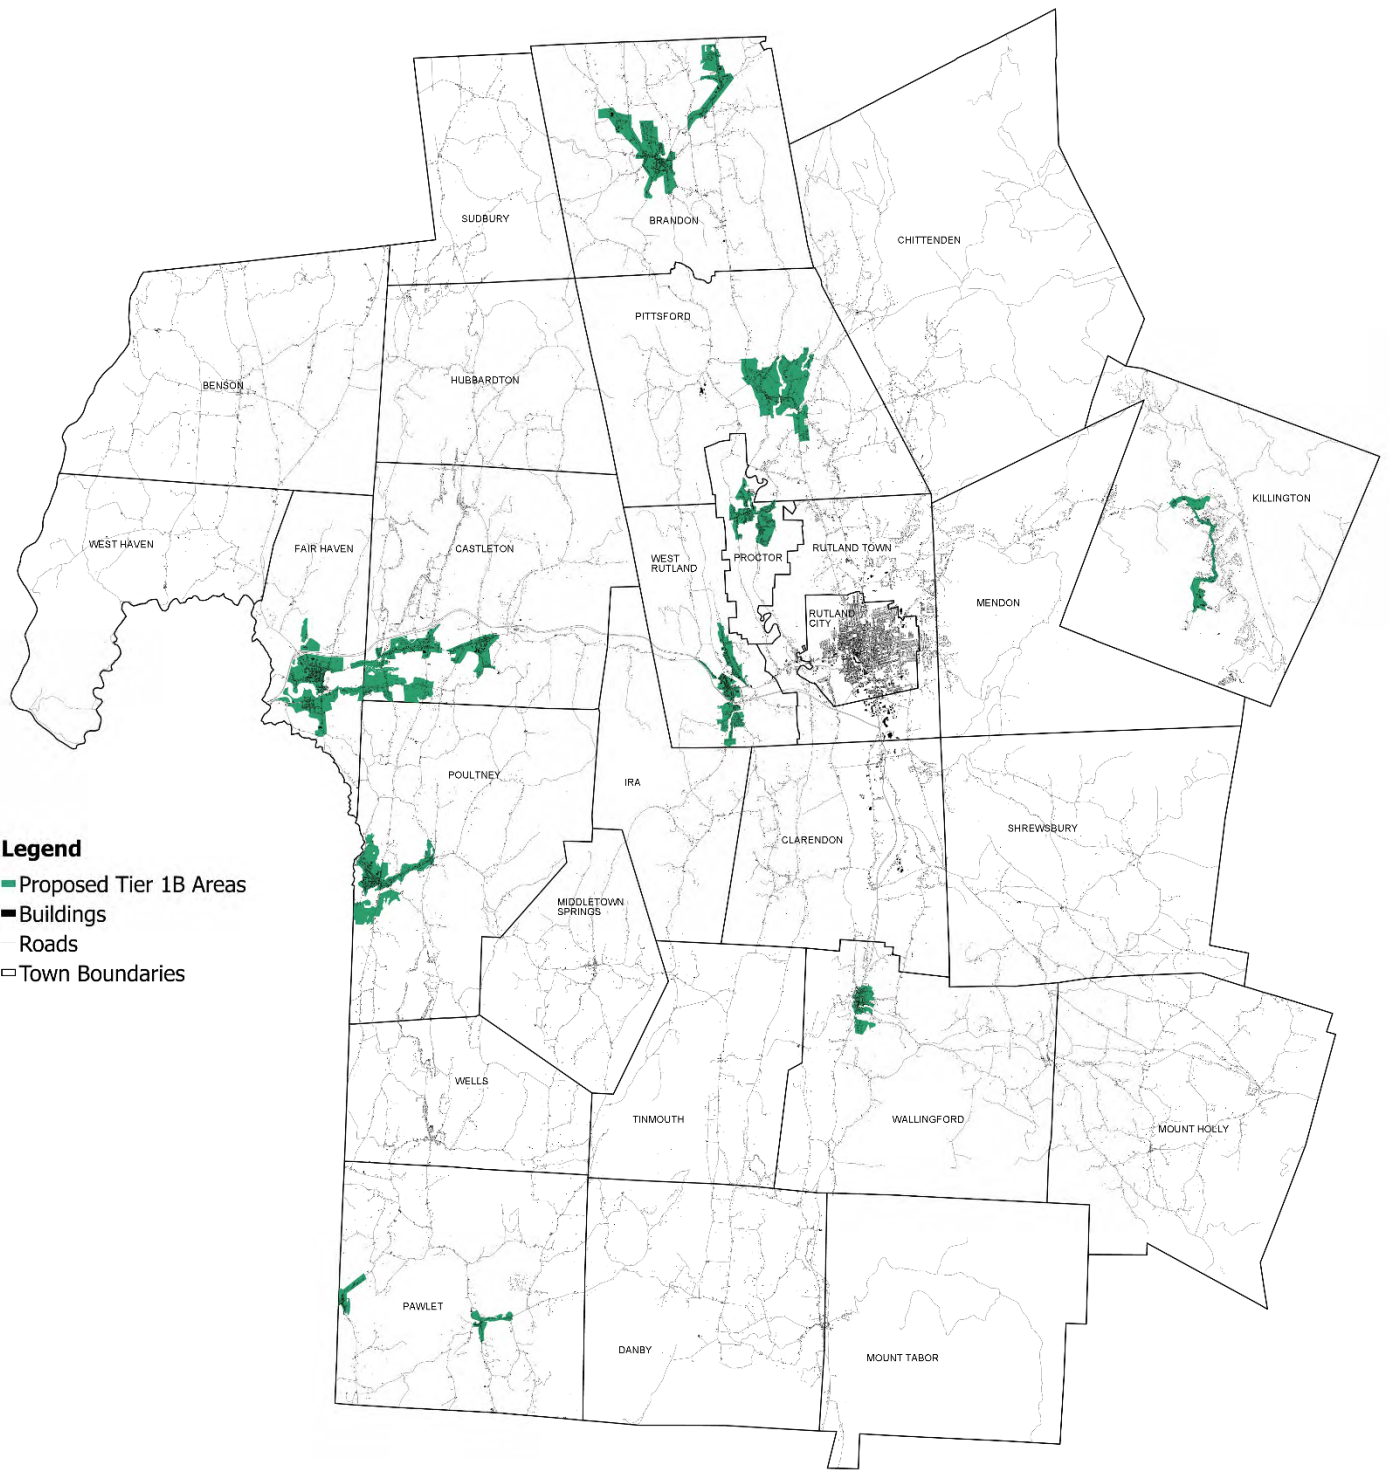 SUDBURY
BRANDON
CHITTENDEN
PITTSFORD
BENSON
HUBBARDTON
KILLINGTON
WEST HAVEN
FAIR HAVEN
CASTLETON
WEST
RUTLAND
PROCTOR
RUTLAND TOWN
MENDON
RUTLAND
CITY
POULTNEY
IRA
SHREWSBURY
CLARENDON
Legend
Proposed Tier 1B Areas
Buildings
Roads
Town Boundaries
MIDDLETOWN
SPRINGS
WELLS
TINMOUTH
WALLINGFORD
MOUNT HOLLY
PAWLET
DANBY
MOUNT TABOR